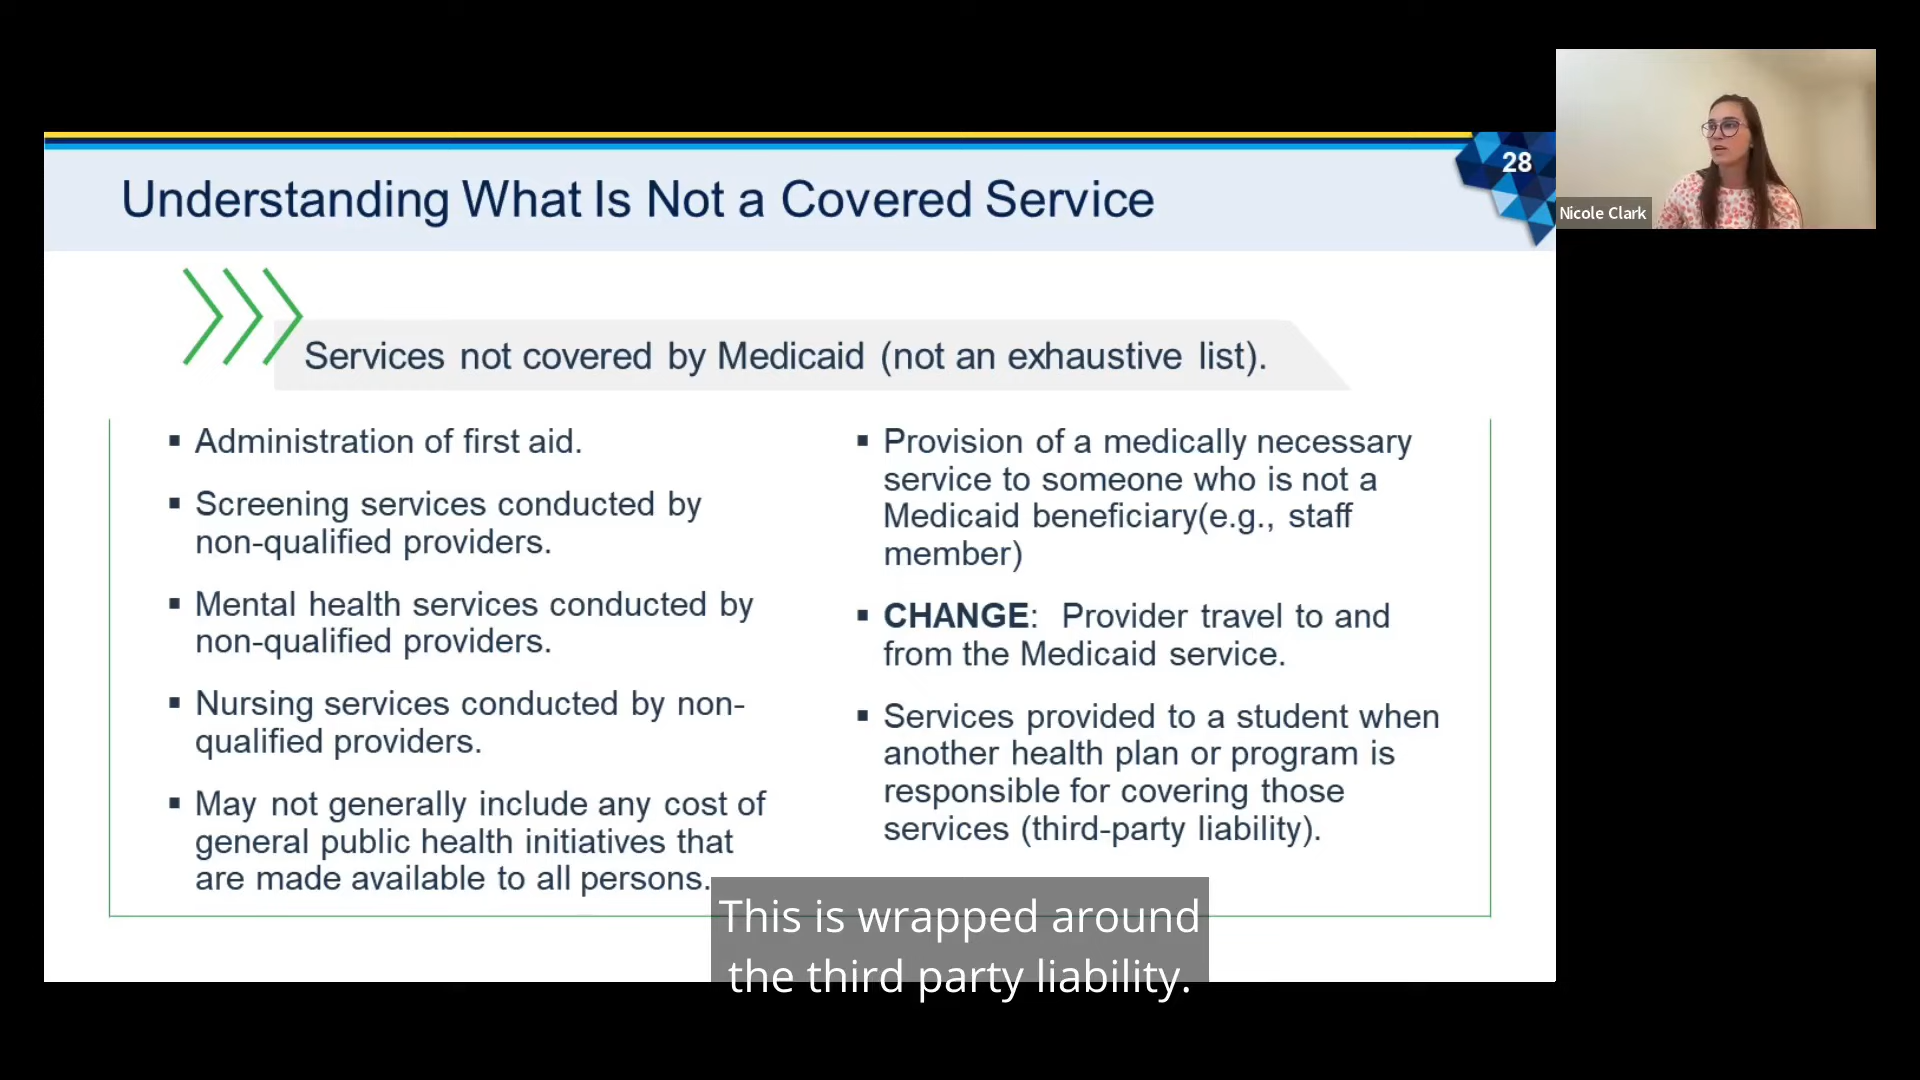 28
Understanding What Is Not a Covered Service
Nicole Clark
Services not covered by Medicaid (not an exhaustive list).
▪ Administration of first aid.
▪ Screening services conducted by
non-qualified providers.
▪ Mental health services conducted by
non-qualified providers.
▪ Nursing services conducted by non-
qualified providers.
▪ May not generally include any cost of
general public health initiatives that
are made available to all persons.
▪ Provision of a medically necessary
service to someone who is not a
Medicaid beneficiary(e.g., staff
member)
▪ CHANGE: Provider travel to and
from the Medicaid service.
▪ Services provided to a student when
another health plan or program is
responsible for covering those
services (third-party liability).
This is wrapped around
the third party liability.